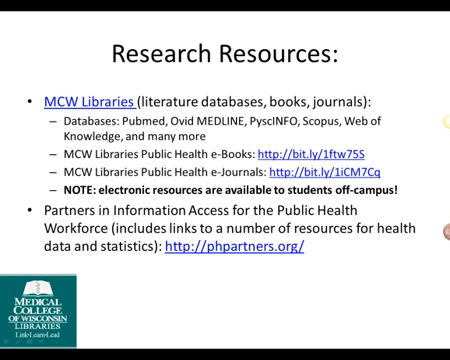 Research Resources:
• MCW Libraries (literature databases, books, journals):
– Databases: Pubmed, Ovid MEDLINE, PyscINFO, Scopus, Web of
Knowledge, and many more
– MCW Libraries Public Health e-Books: http://bit.ly/1ftw75S
– MCW Libraries Public Health e-Journals: http://bit.ly/1iCM7Cq
– NOTE: electronic resources are available to students off-campus!
• Partners in Information Access for the Public Health
Workforce (includes links to a number of resources for health
data and statistics): http://phpartners.org/
MEDICAL
COLLEGE
OF WISCONSIN
LIBRARIES
Link•Learn•Lead